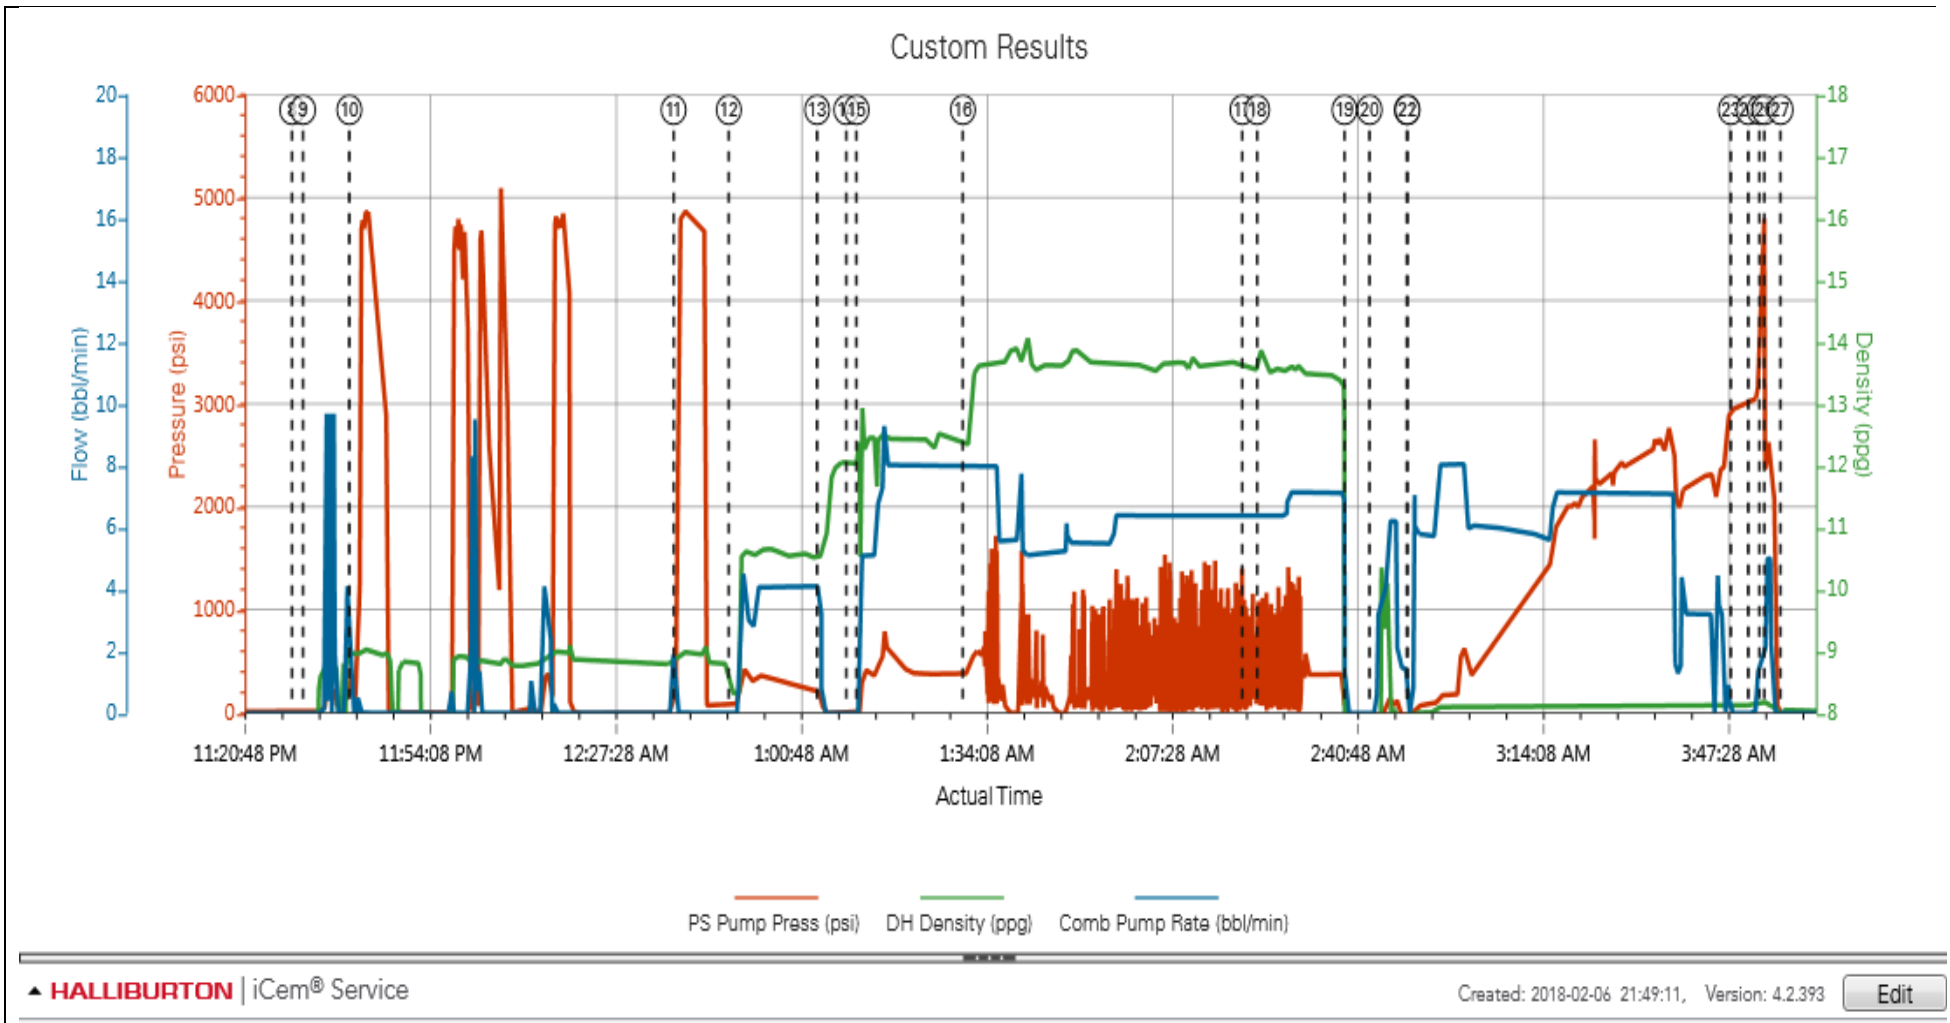 Custom Results
20 6000 18
9 10 11 12 13 15 16 18 19 20 22 23 27
18 17
5000
16 16
14 15
4000
12 14
Flow (bbl/min) Pressure (psi) Density (ppg)
10 3000 13
8 12
2000
6 11
4 10
1000
2 9
0 0 8
11:20:48 PM 11:54:08 PM 12:27:28 AM 1:00:48 AM 1:34:08 AM 2:07:28 AM 2:40:48 AM 3:14:08 AM 3:47:28 AM
Actual Time
PS Pump Press (psi) DH Density (ppg) Comb Pump Rate (bbl/min)
HALLIBURTON | iCem® Service
Created: 2018-02-06 21:49:11, Version: 4.2.393 Edit